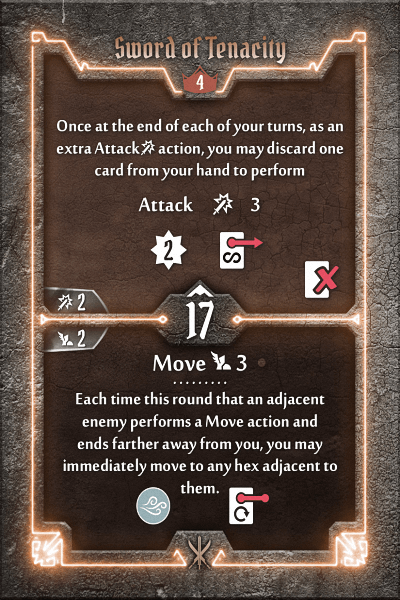 Sword of Tenacity
4
Once at the end of each of your turns, as an
extra Attack action, you may discard one
card from your hand to perform
Attack 3
2
2
17
2
Move 3
Each time this round that an adjacent
enemy performs a Move action and
ends farther away from you, you may
immediately move to any hex adjacent to
them.